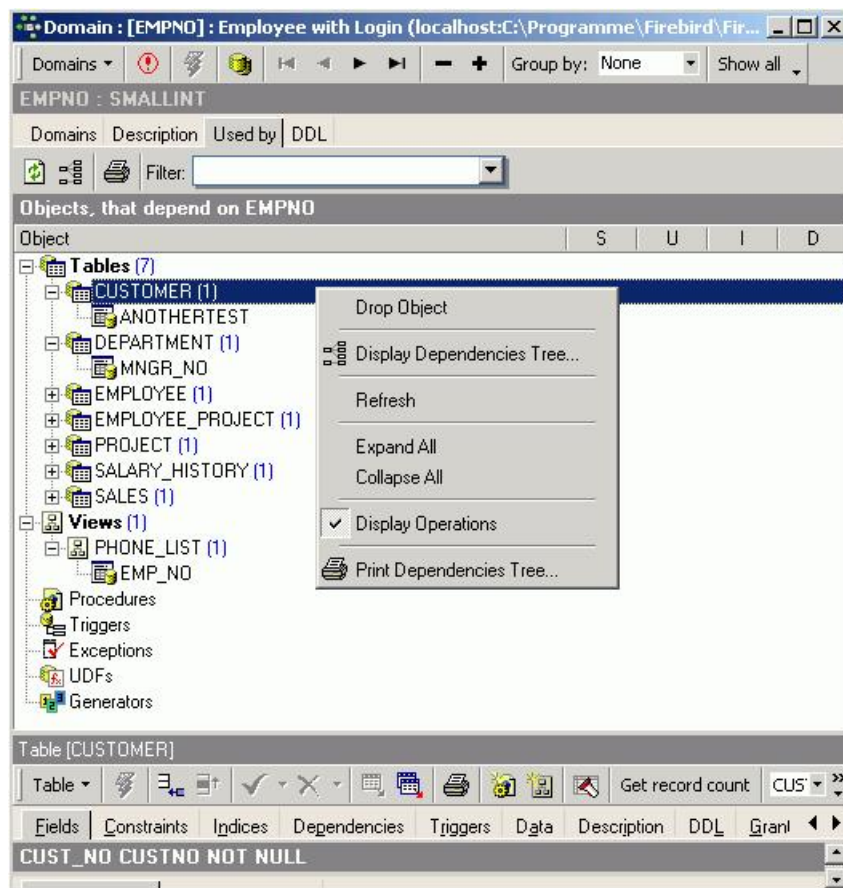 Domain : [EMPNO] : Employee with Login (localhost:C:\Programme\Firebird\Fir...
Domains Group by: None Show all
EMPNO : SMALLINT
Domains Description Used by DDL
Filter:
Objects, that depend on EMPNO
Object S U I D
Tables (7)
CUSTOMER (1)
ANOTHERTEST
DEPARTMENT (1)
MNGR_NO
EMPLOYEE (1)
EMPLOYEE_PROJECT (1)
PROJECT (1)
SALARY_HISTORY (1)
SALES (1)
Views (1)
PHONE_LIST (1)
EMP_NO
Procedures
Triggers
Exceptions
UDFs
Generators
Drop Object
Display Dependencies Tree...
Refresh
Expand All
Collapse All
Display Operations
Print Dependencies Tree...
Table [CUSTOMER]
Table Get record count CUS
Fields Constraints Indices Dependencies Triggers Data Description DDL Grant
CUST_NO CUSTNO NOT NULL